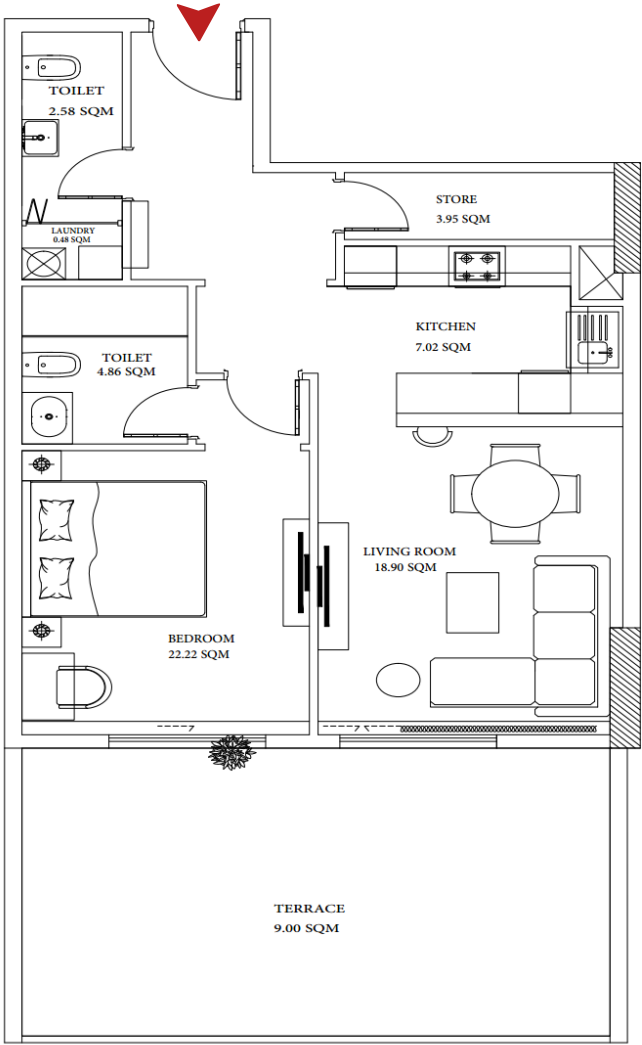 TOILET
2.58 SQM
STORE
3.95 SQM
LAUNDRY
0.48 SQM
KITCHEN
7.02 SQM
TOILET
4.86 SQM
LIVING ROOM
18.90 SQM
BEDROOM
22.22 SQM
TERRACE
9.00 SQM